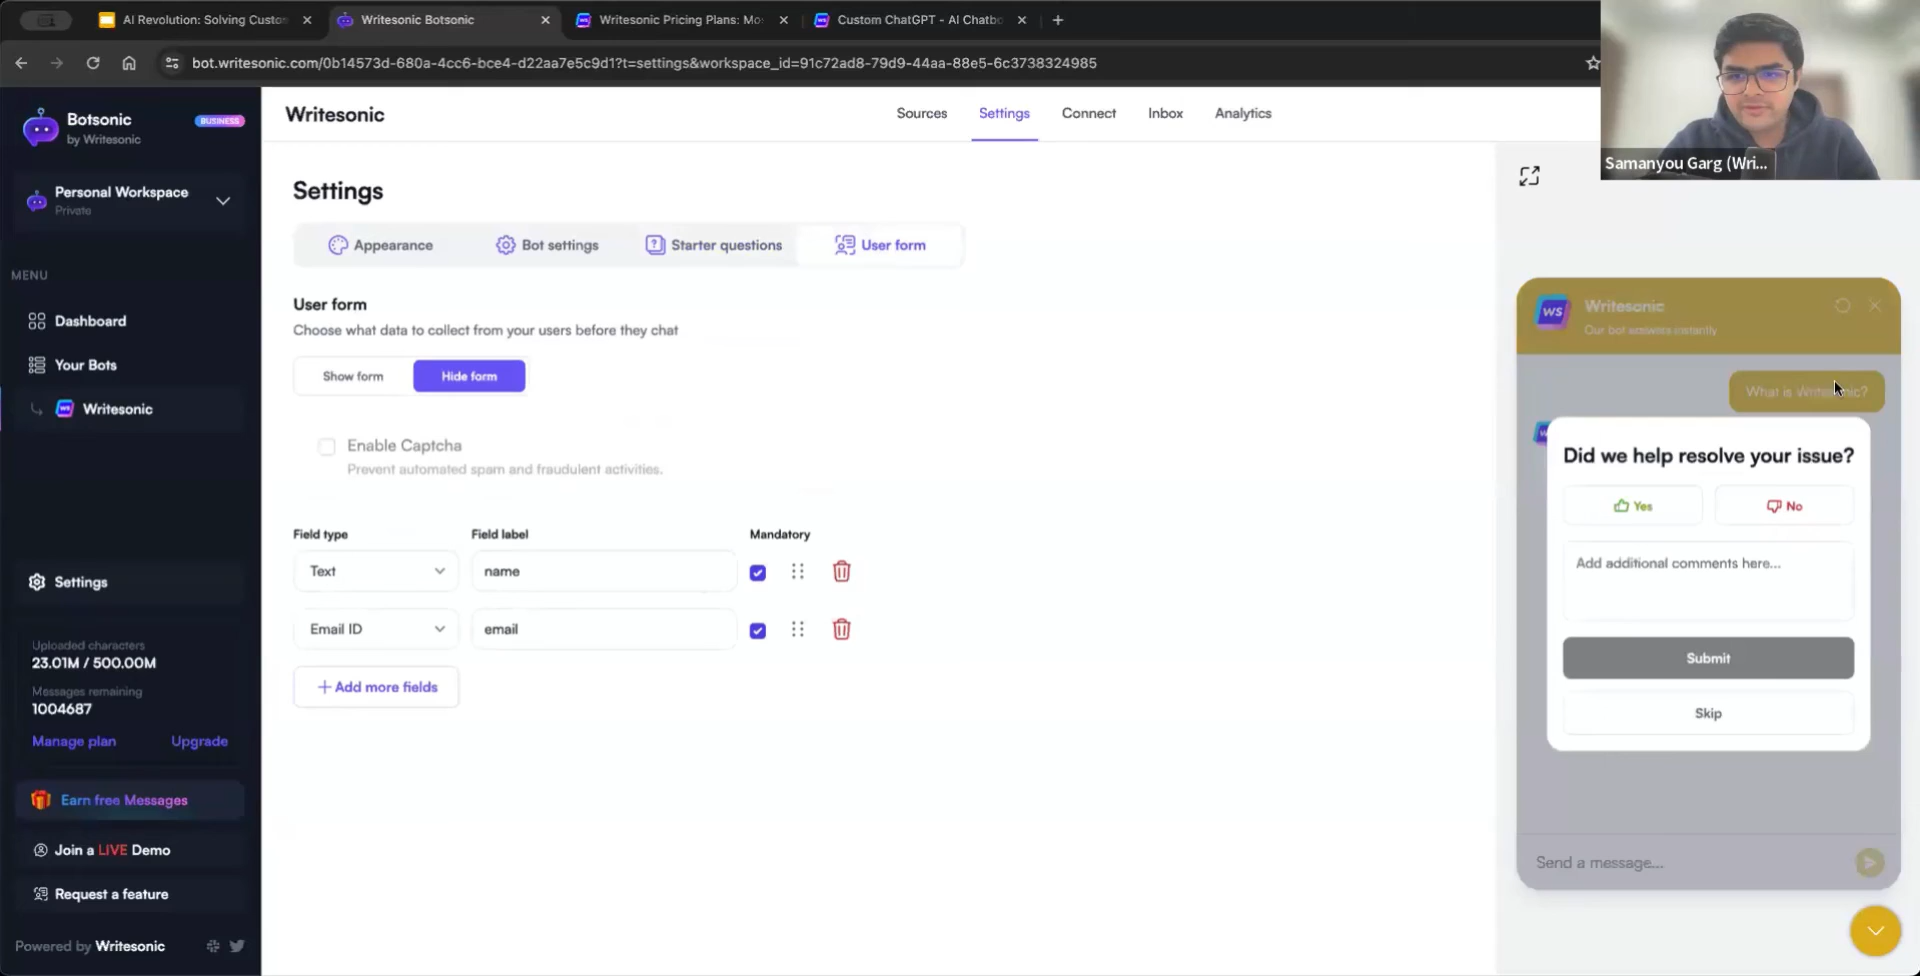 AI Revolution: Solving Custo
Writesonic Botsonic
Writesonic Pricing Plans: Mo
Custom ChatGPT - AI Chatb
bot.writesonic.com/0b14573d-680a-4cc6-bce4-d22aa7e5c9d1?t=settings&workspace_id=91c72ad8-79d9-44aa-88e5-6c3738324985
Samanyou Garg (Wri...
Botsonic
by Writesonic
BUSINESS
Personal Workspace
Private
MENU
Dashboard
Your Bots
Writesonic
Settings
Uploaded characters
23.01M / 500.00M
Messages remaining
1004687
Manage plan Upgrade
Earn free Messages
Join a LIVE Demo
Request a feature
Powered by Writesonic
Writesonic
Sources Settings Connect Inbox Analytics
Settings
Appearance Bot settings Starter questions User form
User form
Choose what data to collect from your users before they chat
Show form Hide form
Enable Captcha
Prevent automated spam and fraudulent activities.
Field type Field label Mandatory
Text name
Email ID email
+ Add more fields
WS
Writesonic
Our bot answers instantly
What is Writesonic?
Did we help resolve your issue?
Yes No
Add additional comments here...
Submit
Skip
Send a message....